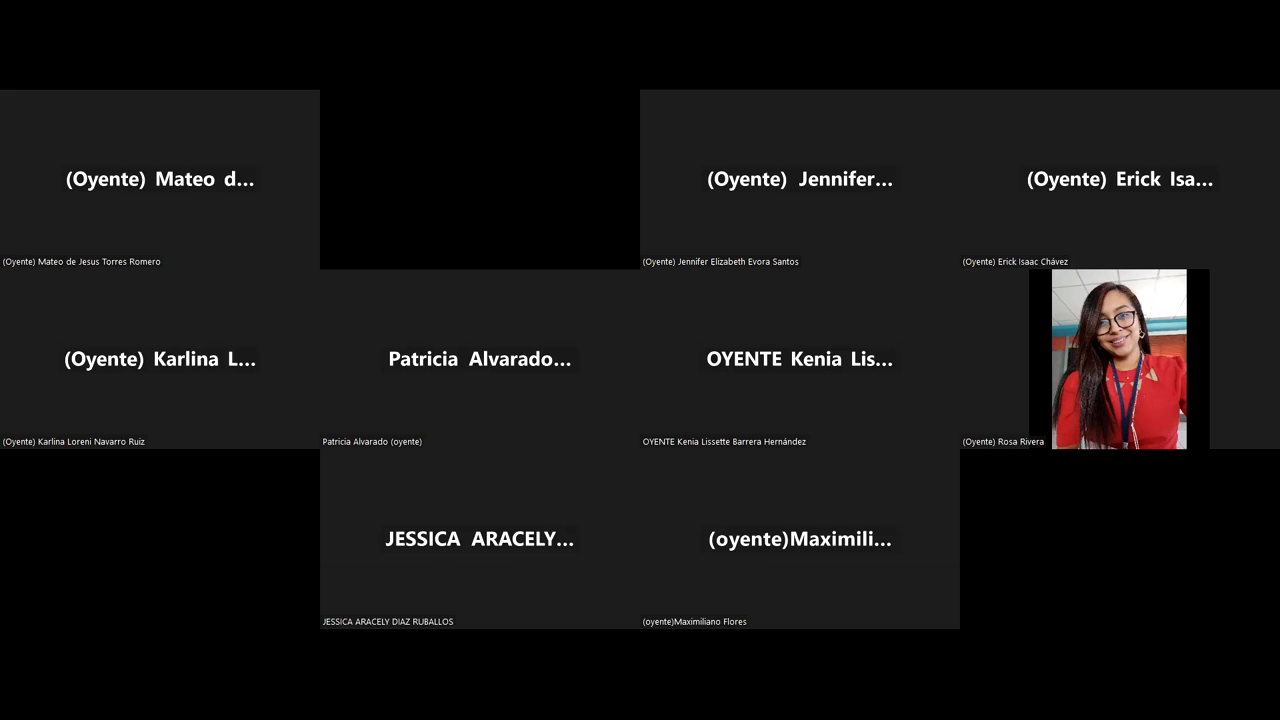 (Oyente) Mateo d...
(Oyente) Mateo de Jesus Torres Romero
(Oyente) Jennifer...
(Oyente) Jennifer Elizabeth Evora Santos
(Oyente) Erick Isa...
(Oyente) Erick Isaac Chávez
(Oyente) Karlina L...
(Oyente) Karlina Loreni Navarro Ruiz
Patricia Alvarado...
Patricia Alvarado (oyente)
OYENTE Kenia Lis...
OYENTE Kenia Lissette Barrera Hernández
(Oyente) Rosa Rivera
JESSICA ARACELY...
JESSICA ARACELY DIAZ RUBALLOS
(oyente)Maximili...
(oyente)Maximiliano Flores